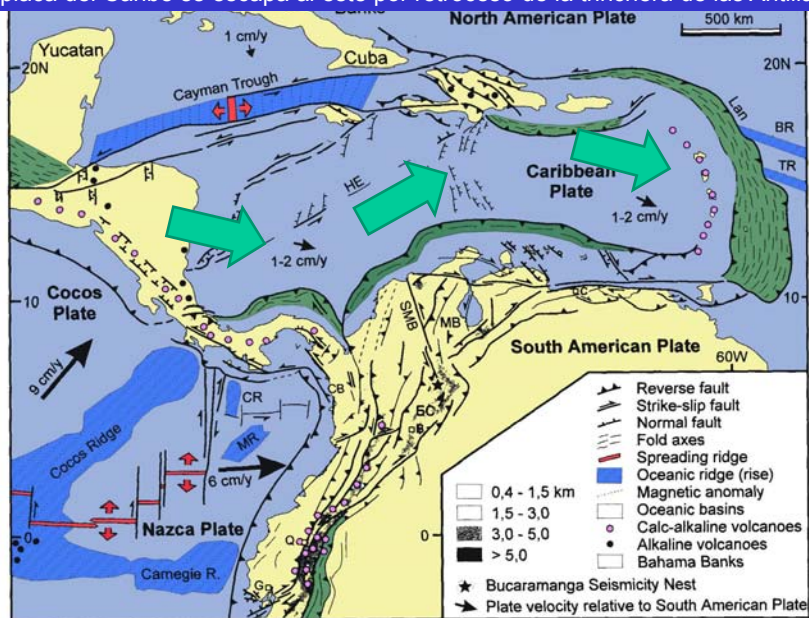 placa del Caribe se escapa al este por retroceso de la trinchera de las Antill
Banks
North American Plate
500 km
Yucatan
1 cm/y
Cuba
20N
20N
Cayman Trough
Lan
BR
TR
HE
Caribbean
Plate
1-2 cm/y
1-2 cm/y
Cocos
Plate
10
10
SMB
MB
South American Plate
60W
9 cm/y
CB
CR
MR
B
Cocos Ridge
6 cm/y
Nazca Plate
0
0
Q
G
Carnegie R.
Reverse fault
Strike-slip fault
Normal fault
Fold axes
Spreading ridge
Oceanic ridge (rise)
Magnetic anomaly
Oceanic basins
Calc-alkaline volcanoes
Alkaline volcanoes
Bahama Banks
0,4 - 1,5 km
1,5 - 3,0
3,0 - 5,0
> 5,0
Bucaramanga Seismicity Nest
Plate velocity relative to South American Plate